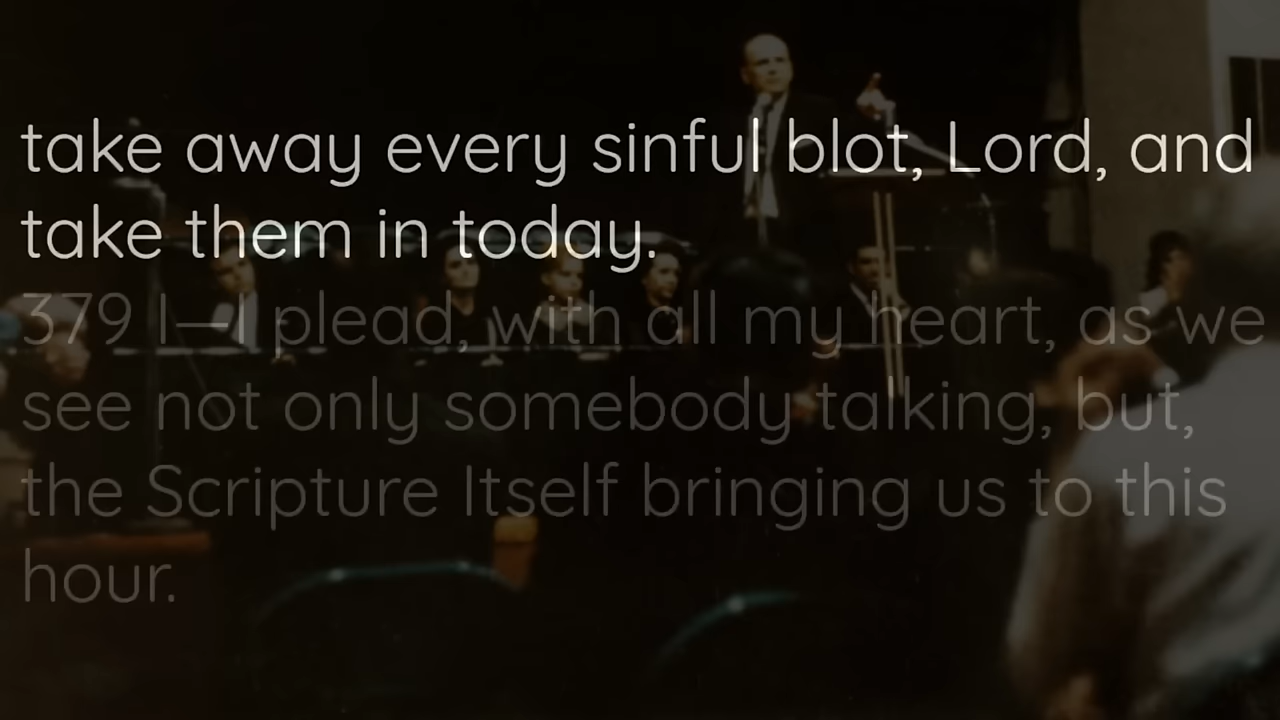 take away every sinful blot, Lord, and
take them in today.
379 I—I plead, with all my heart, as we
see not only somebody talking, but,
the Scripture Itself bringing us to this
hour.